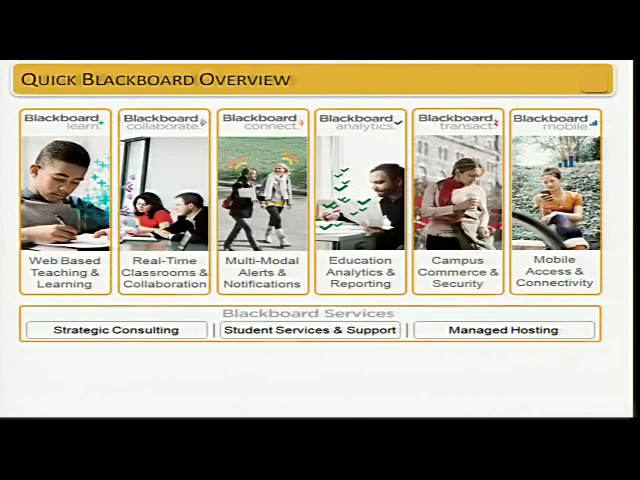 QUICK BLACKBOARD OVERVIEW
Blackboard
learn
Blackboard
collaborate
Blackboard
connect
Blackboard
analytics
Blackboard
transact
Blackboard
mobile
Web Based
Teaching &
Learning
Real-Time
Classrooms &
Collaboration
Multi-Modal
Alerts &
Notifications
Education
Analytics &
Reporting
Campus
Commerce &
Security
Mobile
Access &
Connectivity
Blackboard Services
Strategic Consulting | Student Services & Support | Managed Hosting